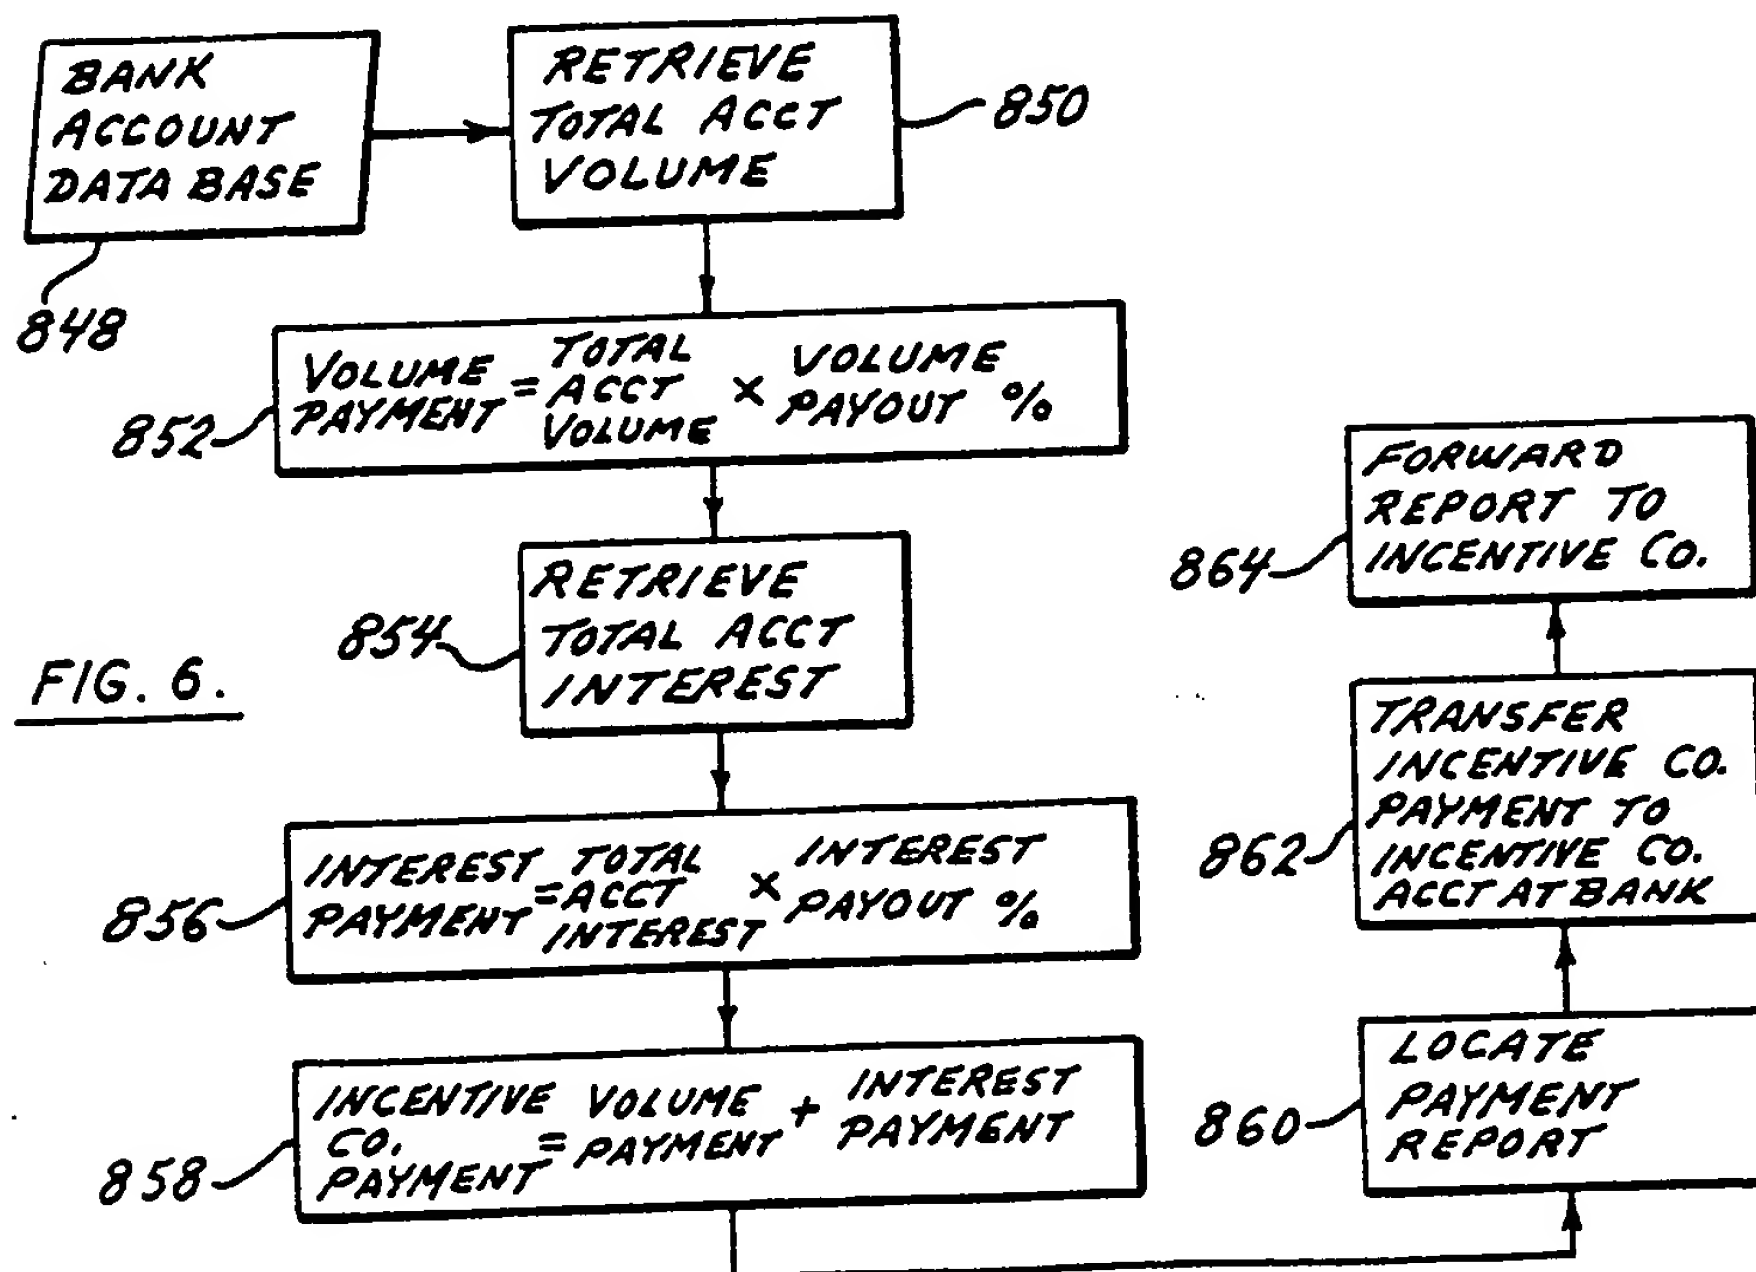 BANK
ACCOUNT
DATA BASE
848
RETRIEVE
TOTAL ACCT
VOLUME
850
VOLUME PAYMENT = TOTAL ACCT VOLUME × VOLUME PAYOUT %
852
RETRIEVE
TOTAL ACCT
INTEREST
854
FIG. 6.
INTEREST PAYMENT = TOTAL ACCT INTEREST × INTEREST PAYOUT %
856
INCENTIVE CO. PAYMENT = VOLUME PAYMENT + INTEREST PAYMENT
858
FORWARD
REPORT TO
INCENTIVE CO.
864
TRANSFER
INCENTIVE CO.
PAYMENT TO
INCENTIVE CO.
ACCT AT BANK
862
LOCATE
PAYMENT
REPORT
860